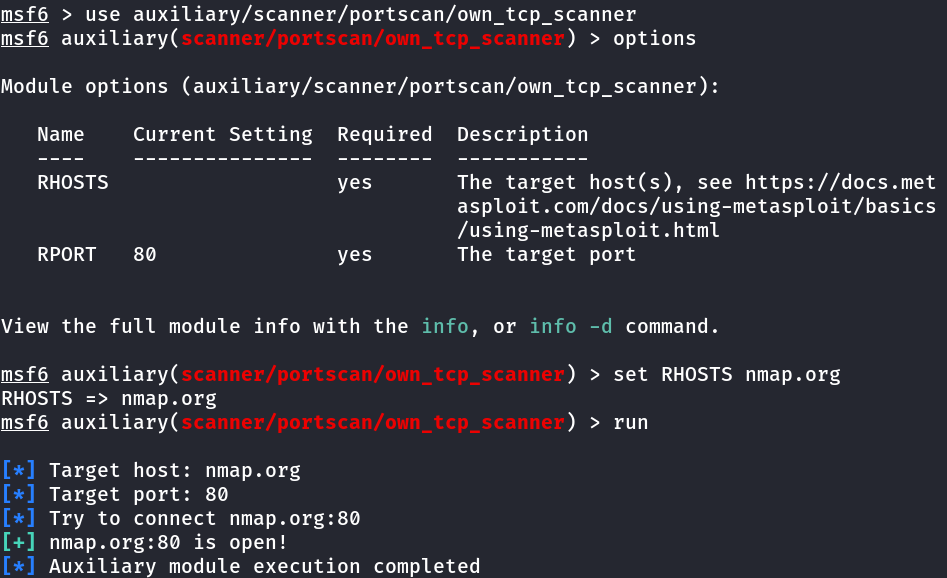 msf6 > use auxiliary/scanner/portscan/own_tcp_scanner
msf6 auxiliary(scanner/portscan/own_tcp_scanner) > options
Module options (auxiliary/scanner/portscan/own_tcp_scanner):
Name Current Setting Required Description
---- --------------- -------- -----------
RHOSTS yes The target host(s), see https://docs.met
asploit.com/docs/using-metasploit/basics
/using-metasploit.html
RPORT 80 yes The target port
View the full module info with the info, or info -d command.
msf6 auxiliary(scanner/portscan/own_tcp_scanner) > set RHOSTS nmap.org
RHOSTS => nmap.org
msf6 auxiliary(scanner/portscan/own_tcp_scanner) > run
[*] Target host: nmap.org
[*] Target port: 80
[*] Try to connect nmap.org:80
[+] nmap.org:80 is open!
[*] Auxiliary module execution completed